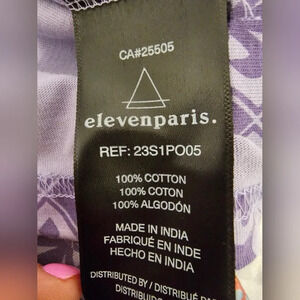 CA#25505
elevenparis.
REF: 23S1PO05
100% COTTON
100% COTON
100% ALGODÓN
MADE IN INDIA
FABRIQUÉ EN INDE
HECHO EN INDIA
DISTRIBUTED BY / DISTRIBUÉ PAR
DISTRIBUIDO